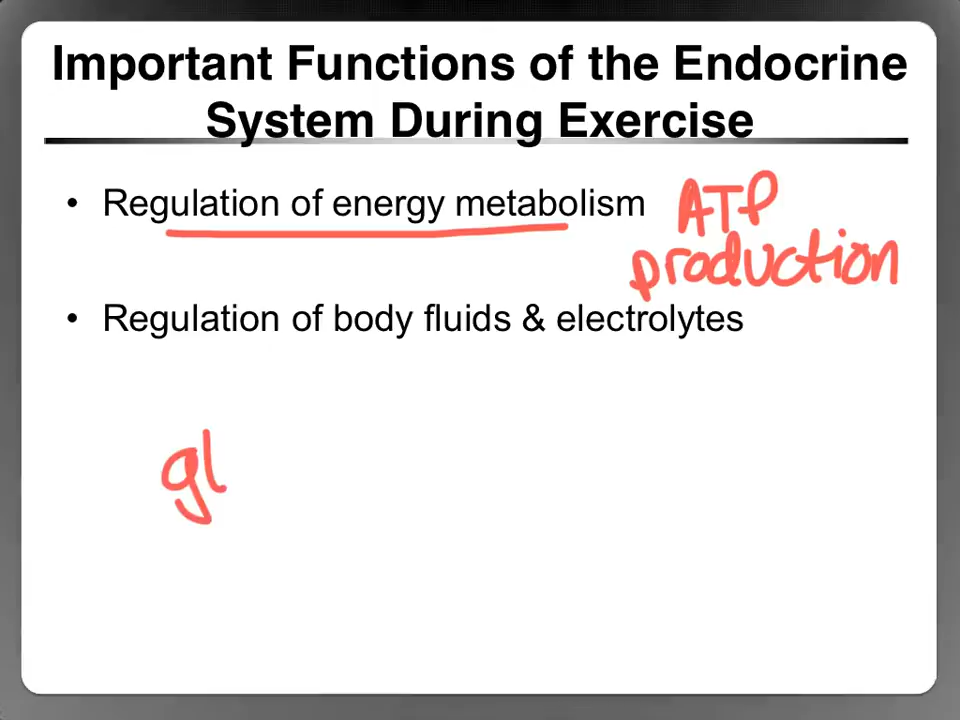 Important Functions of the Endocrine
System During Exercise
• Regulation of energy metabolism ATP
production
• Regulation of body fluids & electrolytes
gl